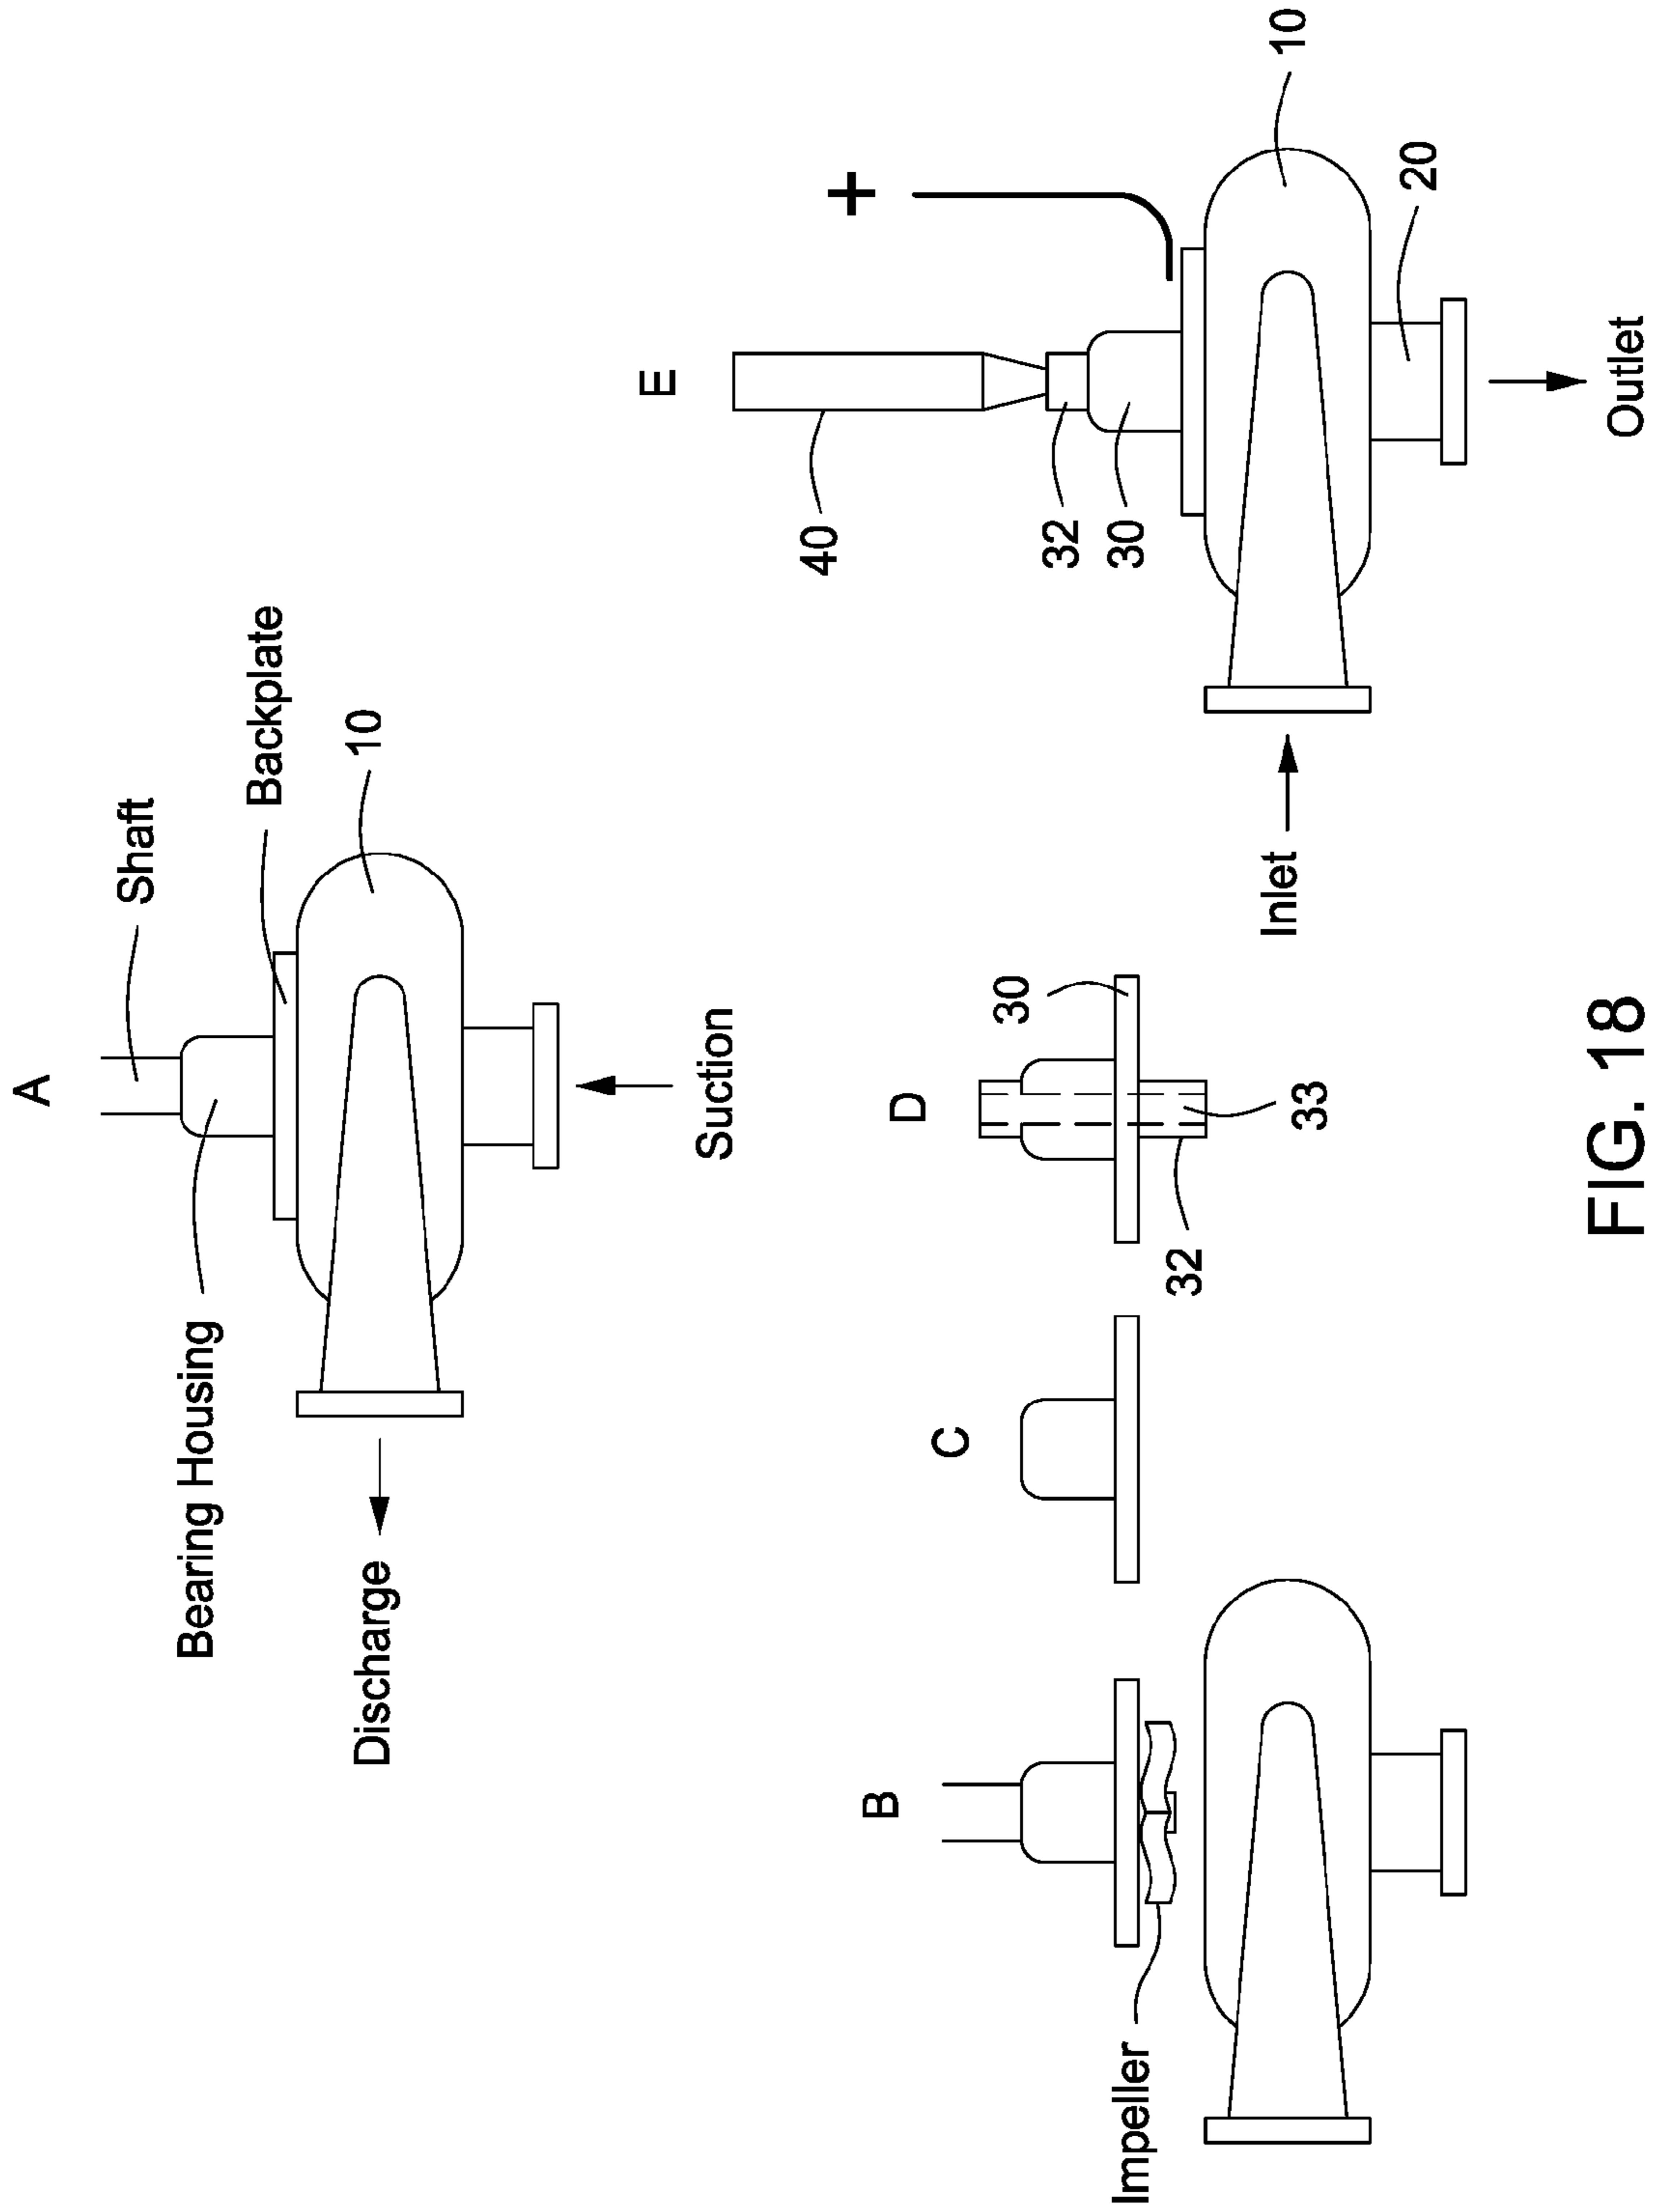 A
Shaft
Backplate
Bearing Housing
10
Discharge
Suction
B
Impeller
C
D
30
32
33
E
40
+
32
30
10
20
Inlet
Outlet
FIG. 18